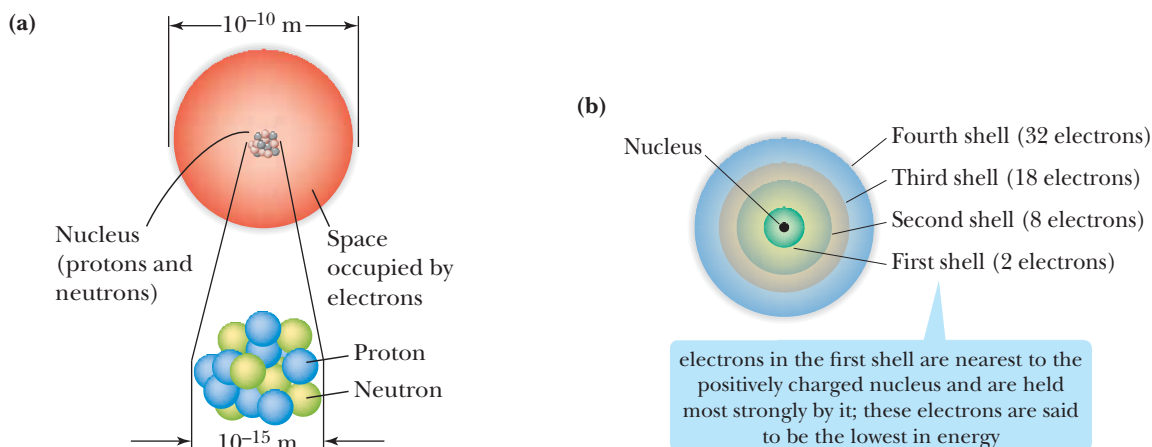 (a)
10⁻¹⁰ m
Nucleus
(protons and
neutrons)
Space
occupied by
electrons
Proton
Neutron
10⁻¹⁵ m
(b)
Nucleus
Fourth shell (32 electrons)
Third shell (18 electrons)
Second shell (8 electrons)
First shell (2 electrons)
electrons in the first shell are nearest to the
positively charged nucleus and are held
most strongly by it; these electrons are said
to be the lowest in energy